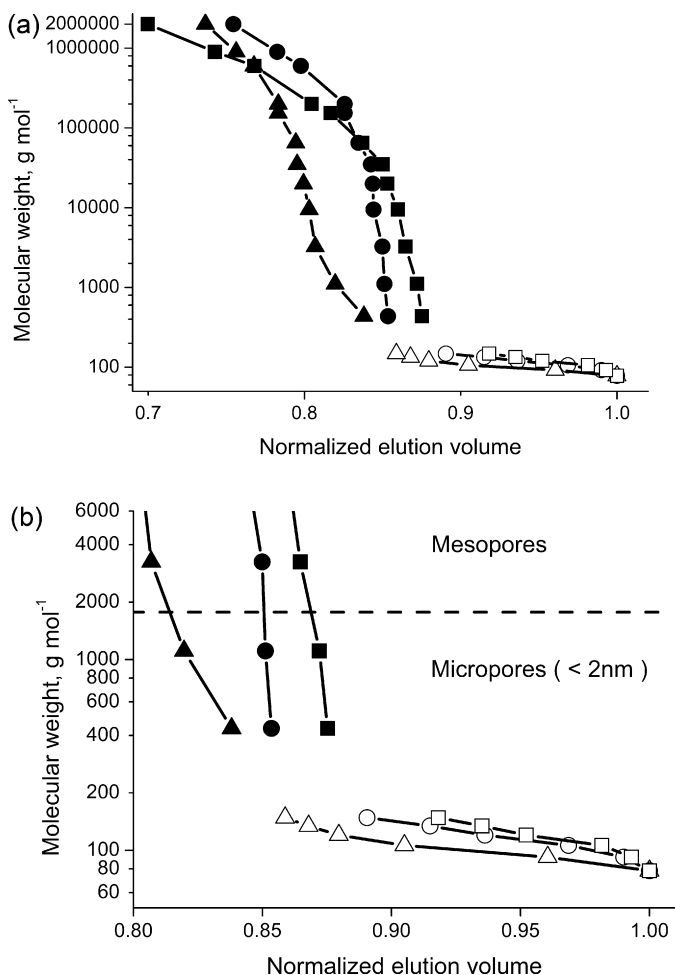 (a)
2000000
1000000
100000
10000
1000
100
Molecular weight, g mol⁻¹
0.7 0.8 0.9 1.0
Normalized elution volume
(b)
6000
4000
2000
1000
800
600
400
200
100
80
60
Molecular weight, g mol⁻¹
Mesopores
Micropores ( < 2nm )
0.80 0.85 0.90 0.95 1.00
Normalized elution volume